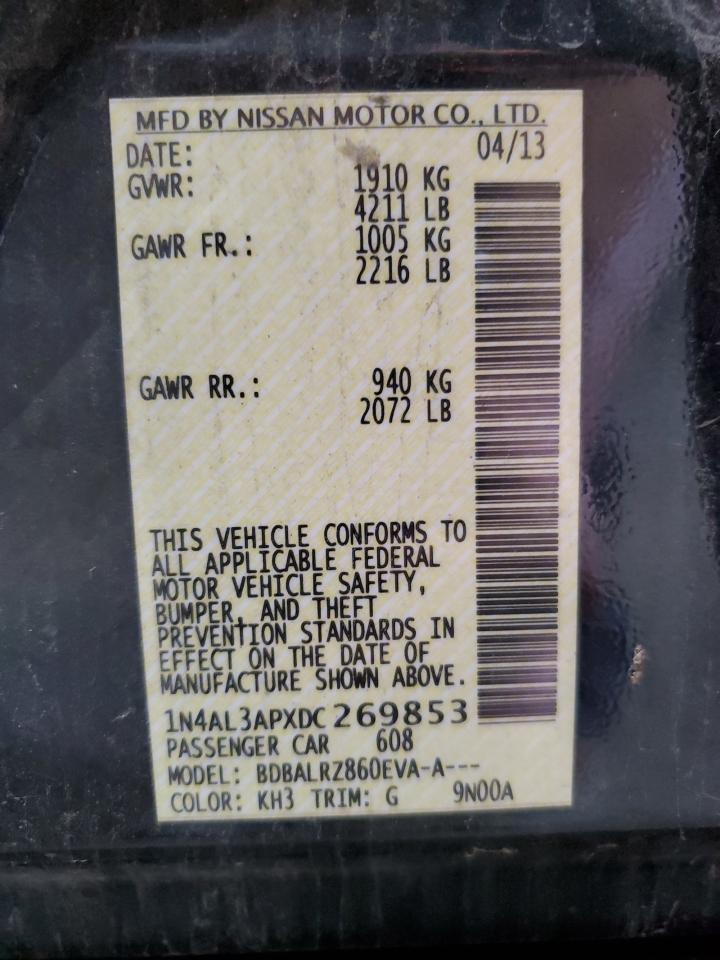 MFD BY NISSAN MOTOR CO., LTD.
DATE: 04/13
GVWR: 1910 KG
4211 LB
GAWR FR.: 1005 KG
2216 LB
GAWR RR.: 940 KG
2072 LB
THIS VEHICLE CONFORMS TO
ALL APPLICABLE FEDERAL
MOTOR VEHICLE SAFETY,
BUMPER, AND THEFT
PREVENTION STANDARDS IN
EFFECT ON THE DATE OF
MANUFACTURE SHOWN ABOVE.
1N4AL3APXDC269853
PASSENGER CAR 608
MODEL: BDBALRZ860EVA-A---
COLOR: KH3 TRIM: G 9N00A